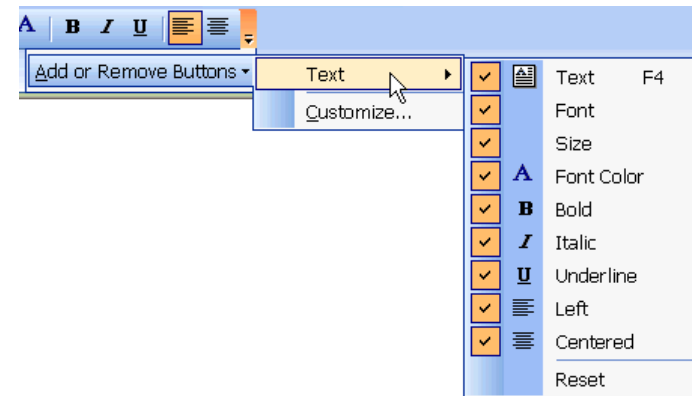 A B I U
Add or Remove Buttons
Text
Customize...
Text F4
Font
Size
A Font Color
B Bold
I Italic
U Underline
Left
Centered
Reset